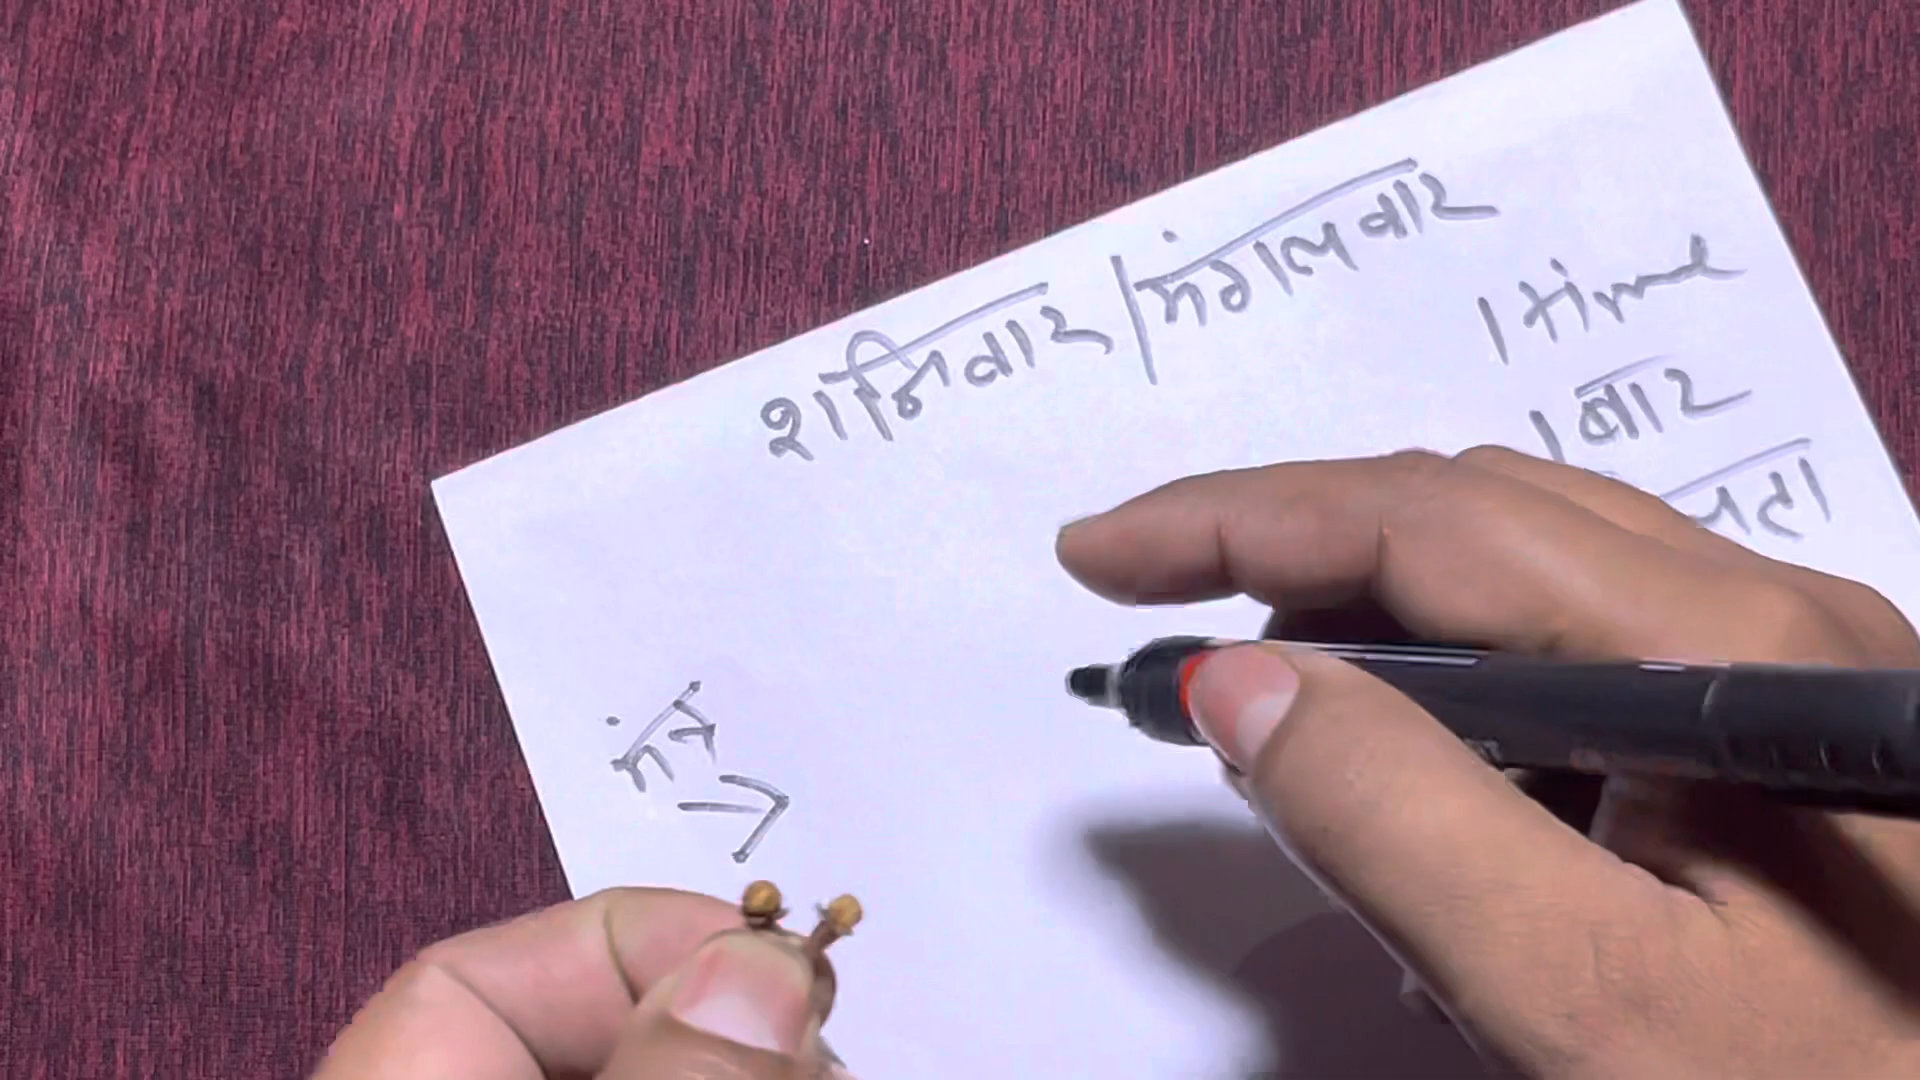 शनिवार/मंगलवार
1 time
1 बार
मंत्र